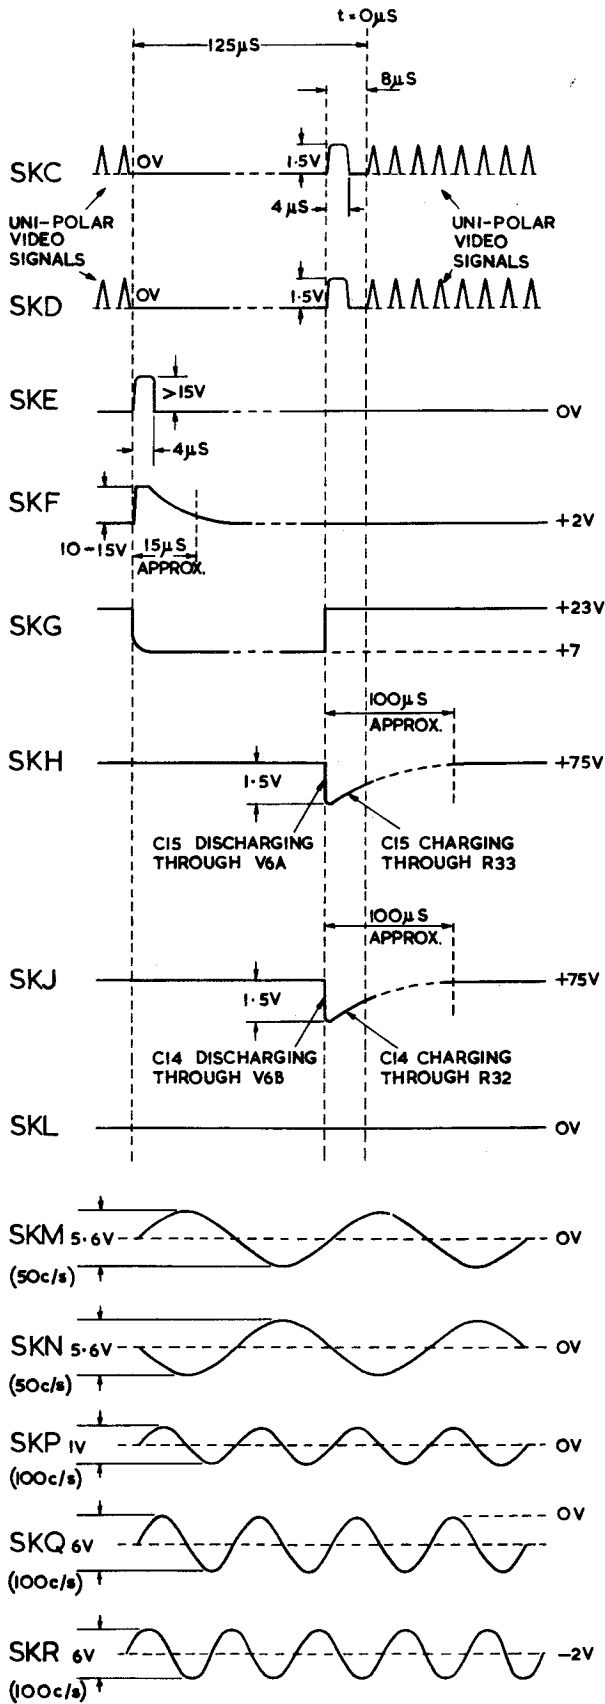 t = 0µS
125µS
8µS
SKC
0V
1·5V
4µS
UNI-POLAR
VIDEO
SIGNALS
UNI-POLAR
VIDEO
SIGNALS
SKD
0V
1·5V
SKE
>15V
0V
4µS
SKF
10-15V
15µS
APPROX.
+2V
SKG
+23V
+7
100µS
APPROX.
SKH
1·5V
+75V
C15 DISCHARGING
THROUGH V6A
C15 CHARGING
THROUGH R33
100µS
APPROX.
SKJ
1·5V
+75V
C14 DISCHARGING
THROUGH V6B
C14 CHARGING
THROUGH R32
SKL
0V
SKM 5·6V
0V
(50c/s)
SKN 5·6V
0V
(50c/s)
SKP 1V
0V
(100c/s)
0V
SKQ 6V
(100c/s)
SKR 6V
-2V
(100c/s)